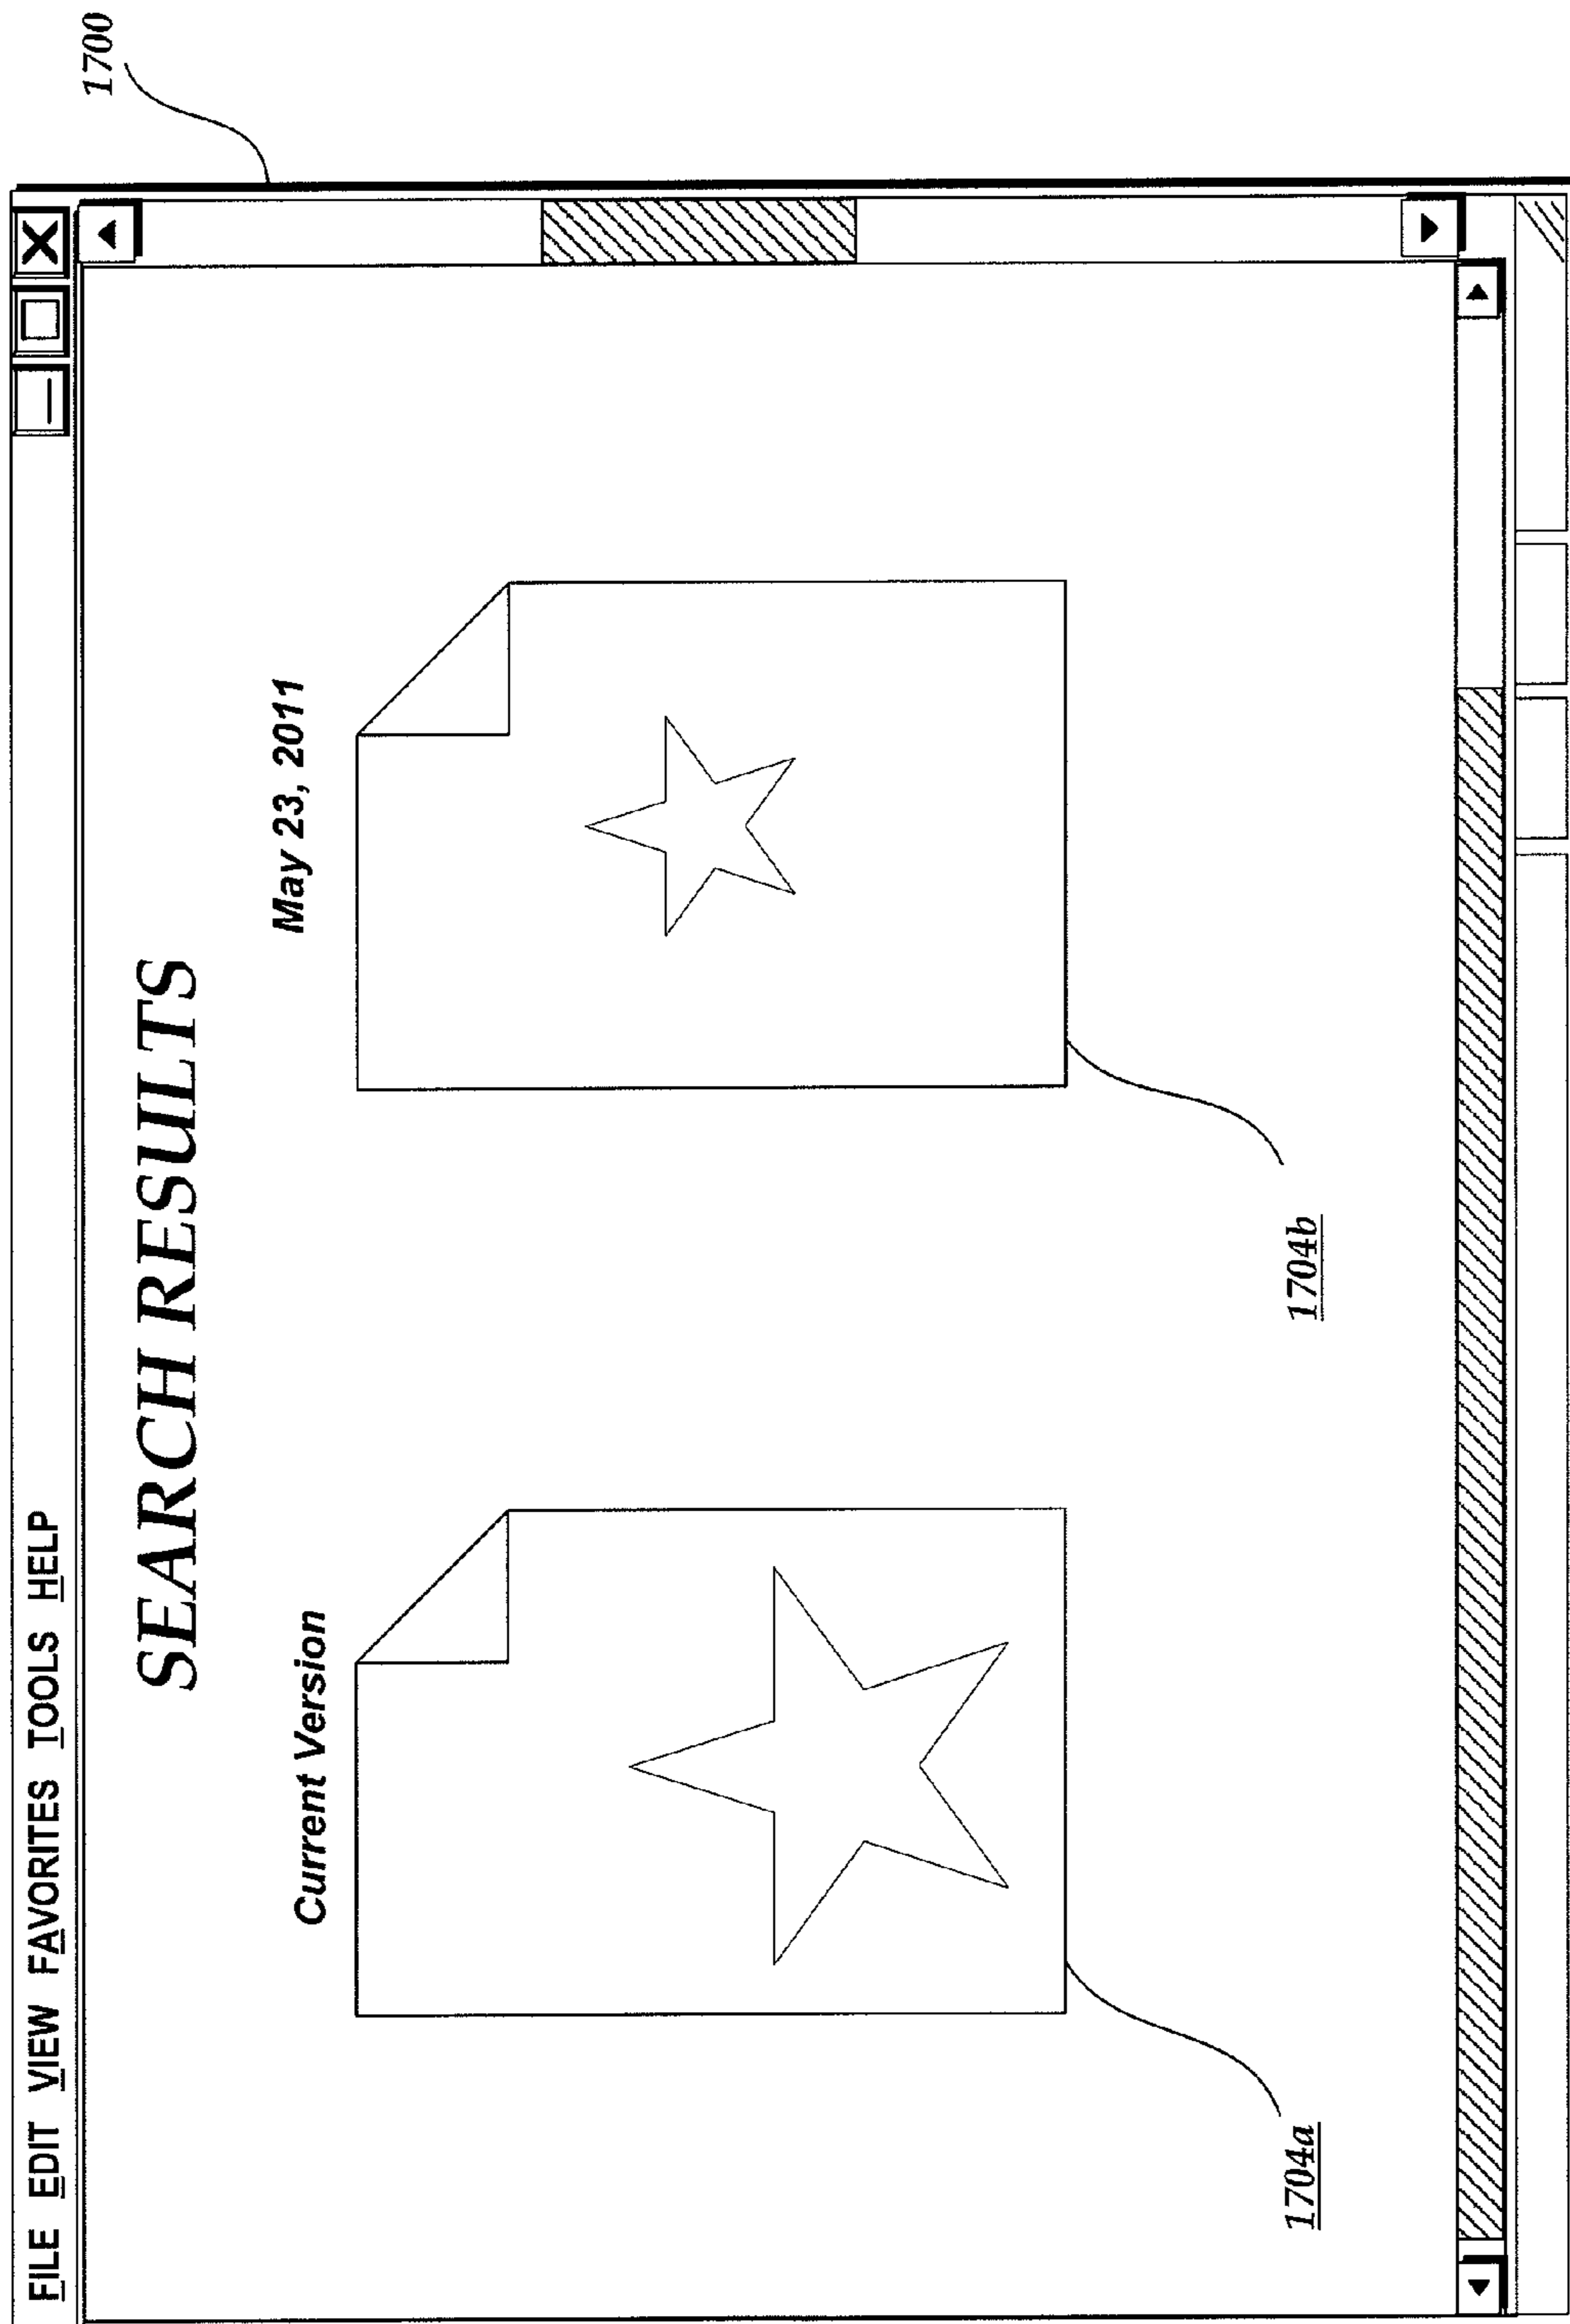 1700
FILE EDIT VIEW FAVORITES TOOLS HELP
SEARCH RESULTS
Current Version
May 23, 2011
1704a
1704b